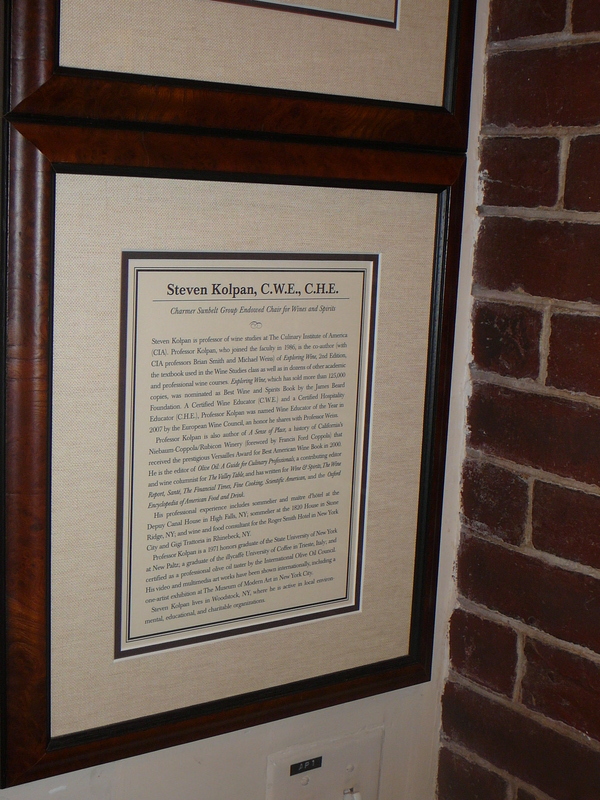 Steven Kolpan, C.W.E., C.H.E.
Charmer Sunbelt Group Endowed Chair for Wines and Spirits
Steven Kolpan is professor of wine studies at The Culinary Institute of America
(CIA). Professor Kolpan, who joined the faculty in 1986, is the co-author (with
CIA professors Brian Smith and Michael Weiss) of Exploring Wine, 2nd Edition,
the textbook used in the Wine Studies class as well as in dozens of other academic
and professional wine courses. Exploring Wine, which has sold more than 125,000
copies, was nominated as Best Wine and Spirits Book by the James Beard
Foundation. A Certified Wine Educator (C.W.E.) and a Certified Hospitality
Educator (C.H.E.), Professor Kolpan was named Wine Educator of the Year in
2007 by the European Wine Council, an honor he shares with Professor Weiss.
Professor Kolpan is also author of A Sense of Place, a history of California's
Niebaum-Coppola/Rubicon Winery (foreword by Francis Ford Coppola) that
received the prestigious Versailles Award for Best American Wine Book in 2000.
He is the editor of Olive Oil: A Guide for Culinary Professionals, a contributing editor
and wine columnist for The Valley Table, and has written for Wine & Spirits, The Wine
Report, Santé, The Financial Times, Fine Cooking, Scientific American, and the Oxford
Encyclopedia of American Food and Drink.
His professional experience includes sommelier and maître d'hotel at the
Depuy Canal House in High Falls, NY; sommelier at the 1820 House in Stone
Ridge, NY; and wine and food consultant for the Roger Smith Hotel in New York
City and Gigi Trattoria in Rhinebeck, NY.
Professor Kolpan is a 1971 honors graduate of the State University of New York
at New Paltz; a graduate of the illycaffè University of Coffee in Trieste, Italy; and
certified as a professional olive oil taster by the International Olive Oil Council.
His video and multimedia art works have been shown internationally, including a
one-artist exhibition at The Museum of Modern Art in New York City.
Steven Kolpan lives in Woodstock, NY, where he is active in local environ-
mental, educational, and charitable organizations.